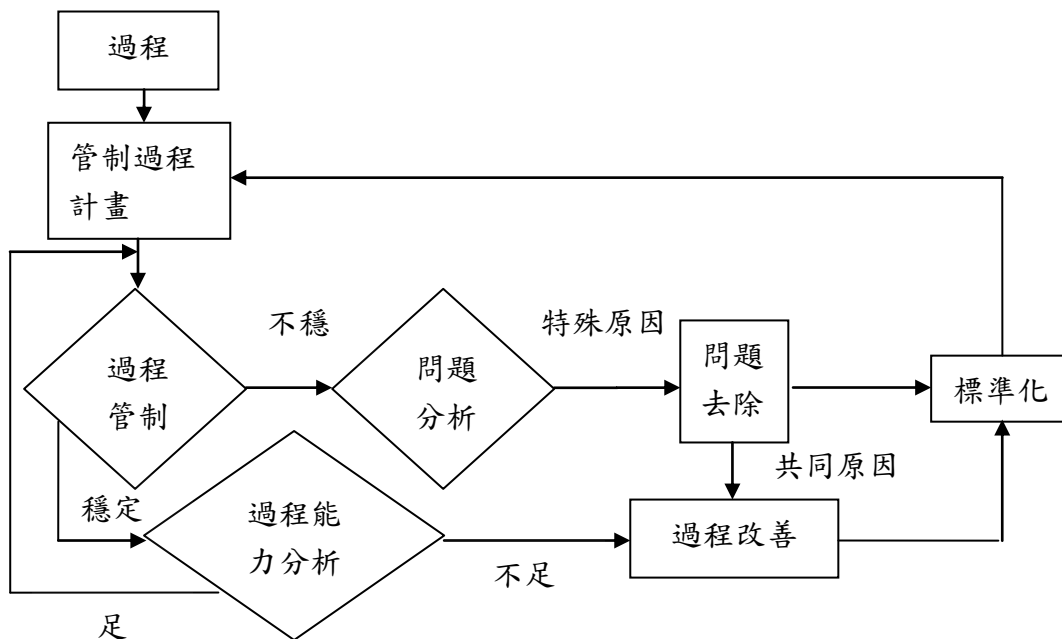 過程
管制過程
計畫
不穩
特殊原因
過程
管制
問題
分析
問題
去除
標準化
共同原因
穩定
過程能
力分析
過程改善
不足
足